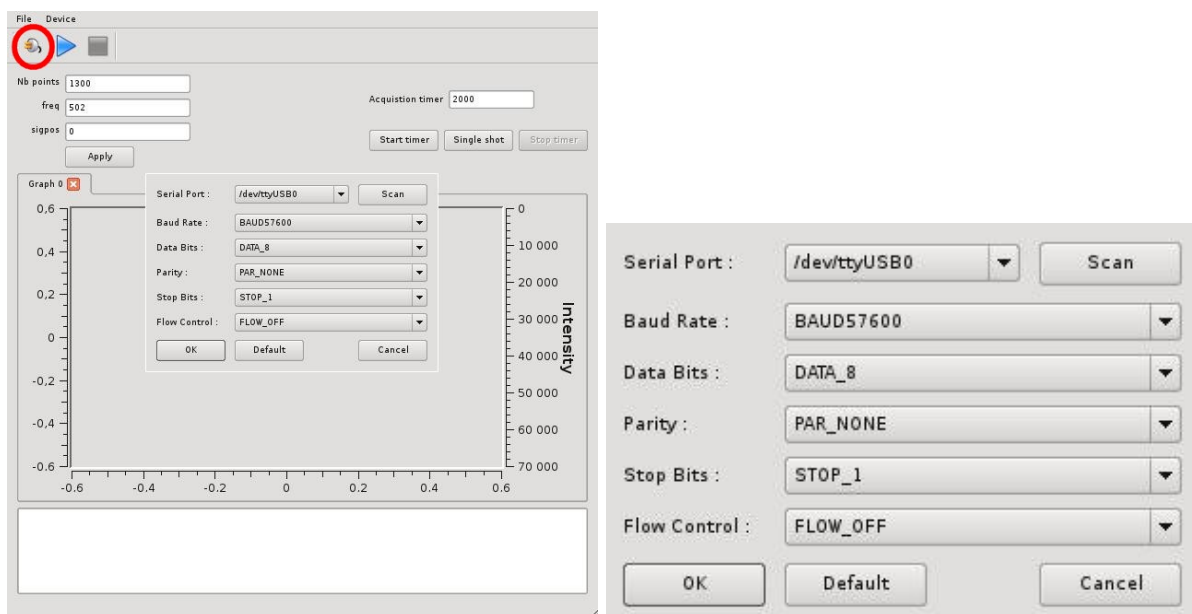 File Device
Nb points 1300
freq 502
sigpos 0
Apply
Acquistion timer 2000
Start timer Single shot Stop timer
Graph 0
0,6
0,4
0,2
0
-0,2
-0,4
-0.6
-0.6 -0.4 -0.2 0 0.2 0.4 0.6
0
10 000
20 000
30 000
40 000
50 000
60 000
70 000
Intensity
Serial Port : /dev/ttyUSB0 Scan
Baud Rate : BAUD57600
Data Bits : DATA_8
Parity : PAR_NONE
Stop Bits : STOP_1
Flow Control : FLOW_OFF
OK Default Cancel
Serial Port : /dev/ttyUSB0 Scan
Baud Rate : BAUD57600
Data Bits : DATA_8
Parity : PAR_NONE
Stop Bits : STOP_1
Flow Control : FLOW_OFF
OK Default Cancel